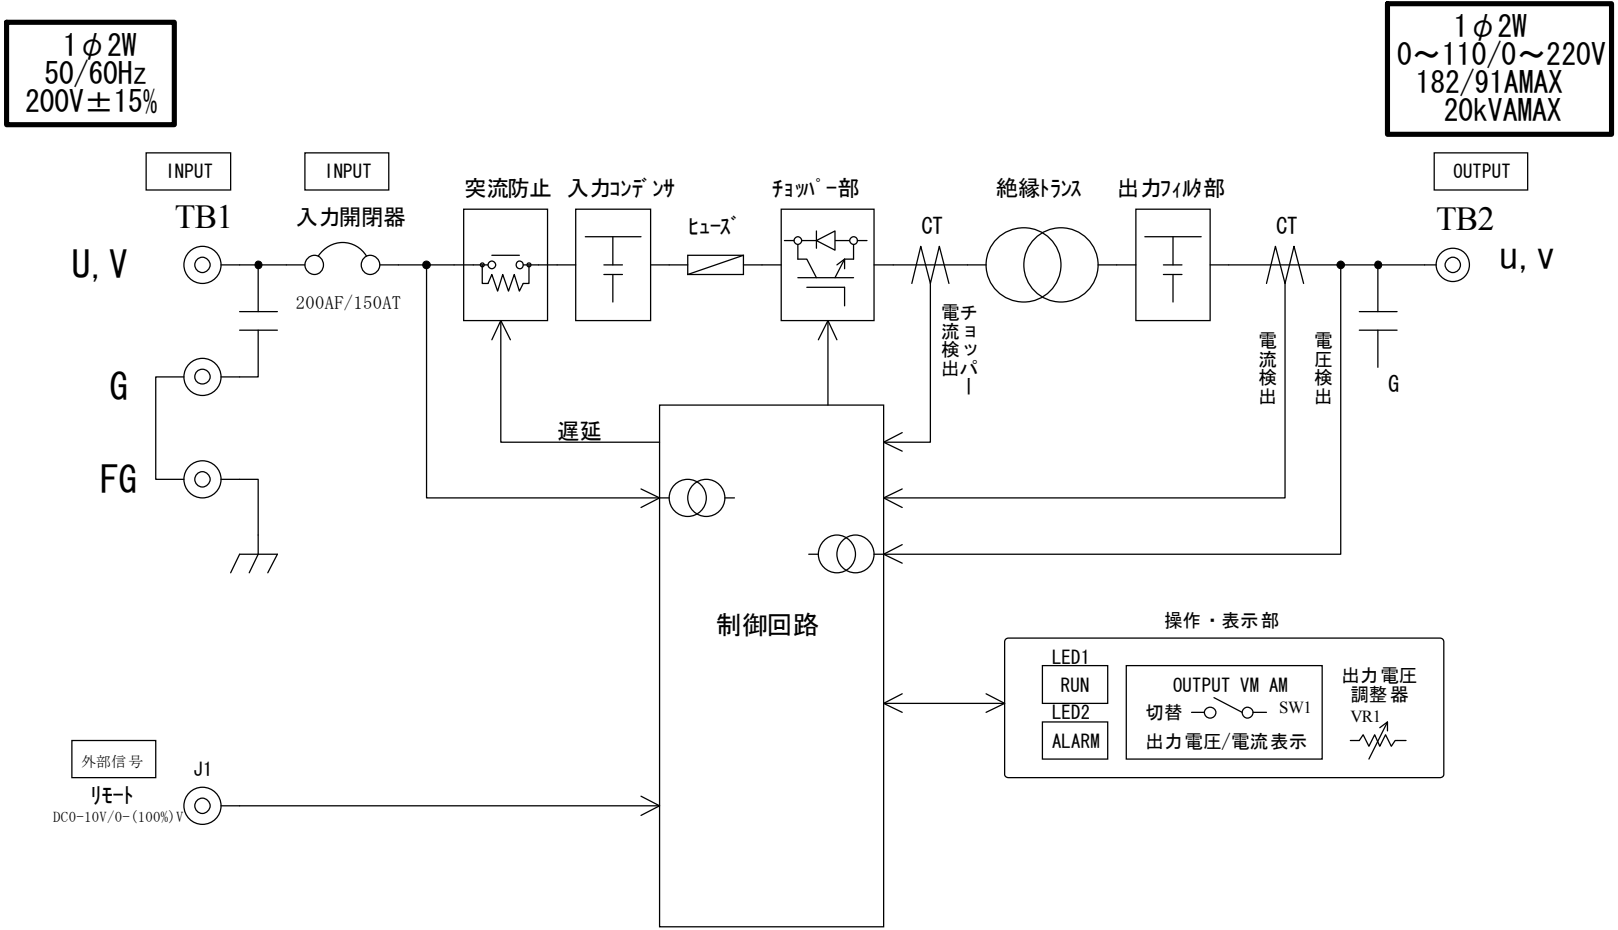 1φ2W
50/60Hz
200V±15%
1φ2W
0～110/0～220V
182/91AMAX
20kVAMAX
INPUT
INPUT
OUTPUT
TB1
入力開閉器
突流防止
入力ｺﾝﾃﾞﾝｻ
ﾋｭｰｽﾞ
ﾁｮｯﾊﾟｰ部
CT
絶縁ﾄﾗﾝｽ
出力ﾌｨﾙﾀ部
CT
TB2
U,V
200AF/150AT
u,v
チョッパー
電流検出
電流検出
電圧検出
G
G
遅延
FG
制御回路
操作・表示部
LED1
RUN
LED2
ALARM
OUTPUT VM AM
切替 SW1
出力電圧/電流表示
出力電圧
調整器
VR1
外部信号
J1
ﾘﾓｰﾄ
DC0-10V/0-(100%)V